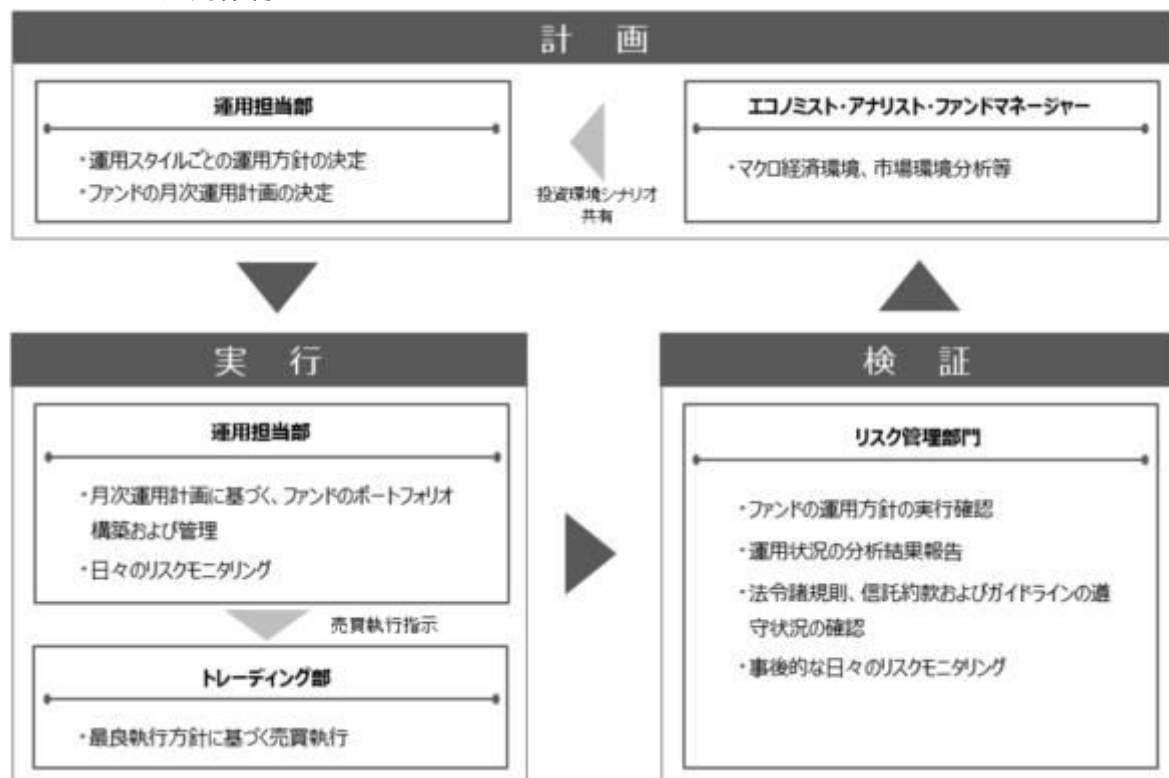 計 画
運用担当部
・運用スタイルごとの運用方針の決定
・ファンドの月次運用計画の決定
投資環境シナリオ
共有
エコノミスト・アナリスト・ファンドマネージャー
・マクロ経済環境、市場環境分析等
実 行
運用担当部
・月次運用計画に基づく、ファンドのポートフォリオ
構築および管理
・日々のリスクモニタリング
売買執行指示
トレーディング部
・最良執行方針に基づく売買執行
検 証
リスク管理部門
・ファンドの運用方針の実行確認
・運用状況の分析結果報告
・法令諸規則、信託約款およびガイドラインの遵
守状況の確認
・事後的な日々のリスクモニタリング